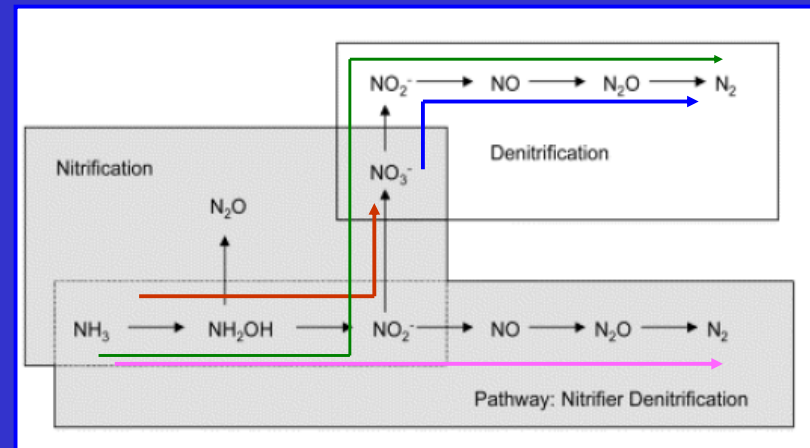 NO₂⁻ → NO → N₂O → N₂
Nitrification
Denitrification
NO₃⁻
N₂O
NH₃ → NH₂OH → NO₂⁻ → NO → N₂O → N₂
Pathway: Nitrifier Denitrification